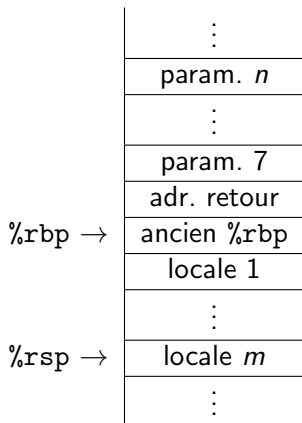 ⋮
param. n
⋮
param. 7
adr. retour
%rbp → ancien %rbp
locale 1
⋮
%rsp → locale m
⋮